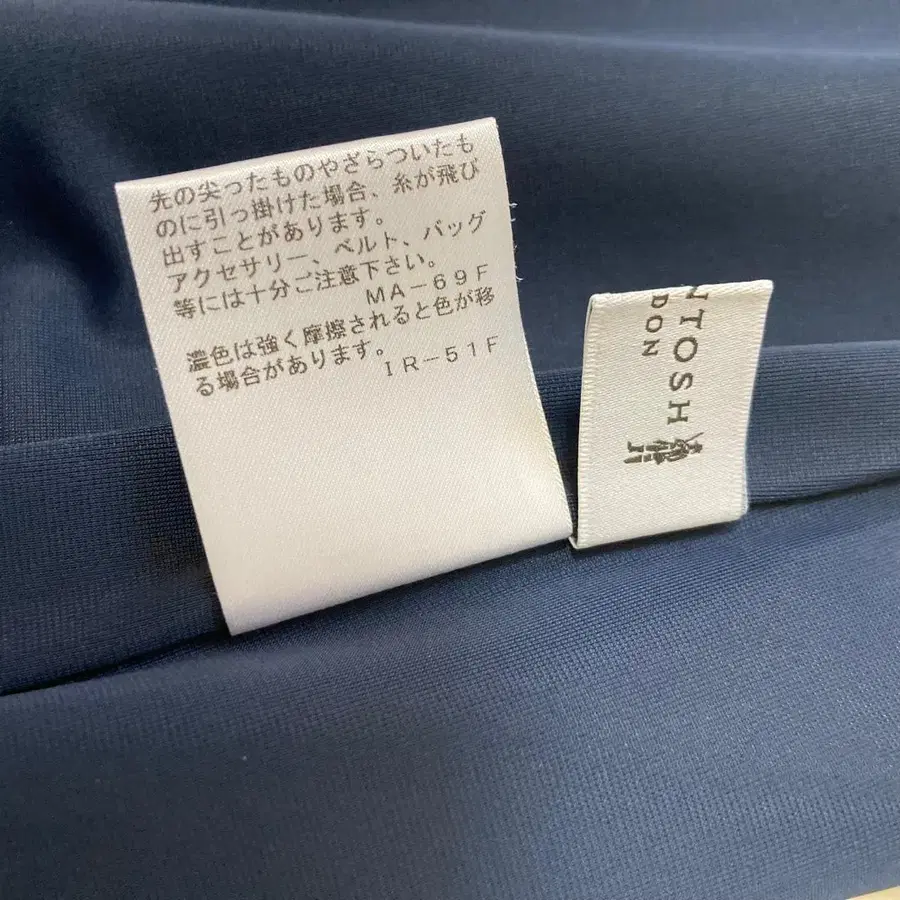 先の尖ったものやざらついたも
のに引っ掛けた場合、糸が飛び
出すことがあります。
アクセサリー、ベルト、バッグ
等には十分ご注意下さい。
MA-69F
濃色は強く摩擦されると色が移
る場合があります。
IR-51F
NTOSH
DON